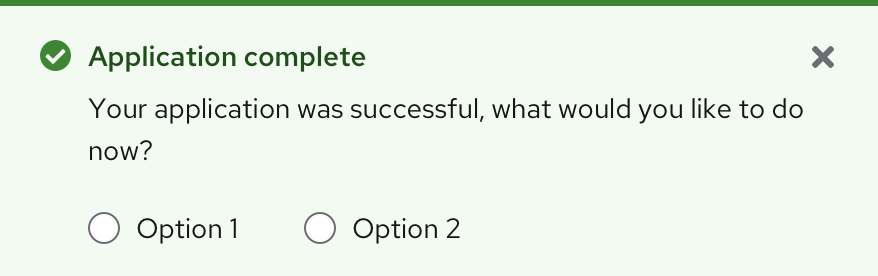 Application complete
Your application was successful, what would you like to do
now?
Option 1 Option 2